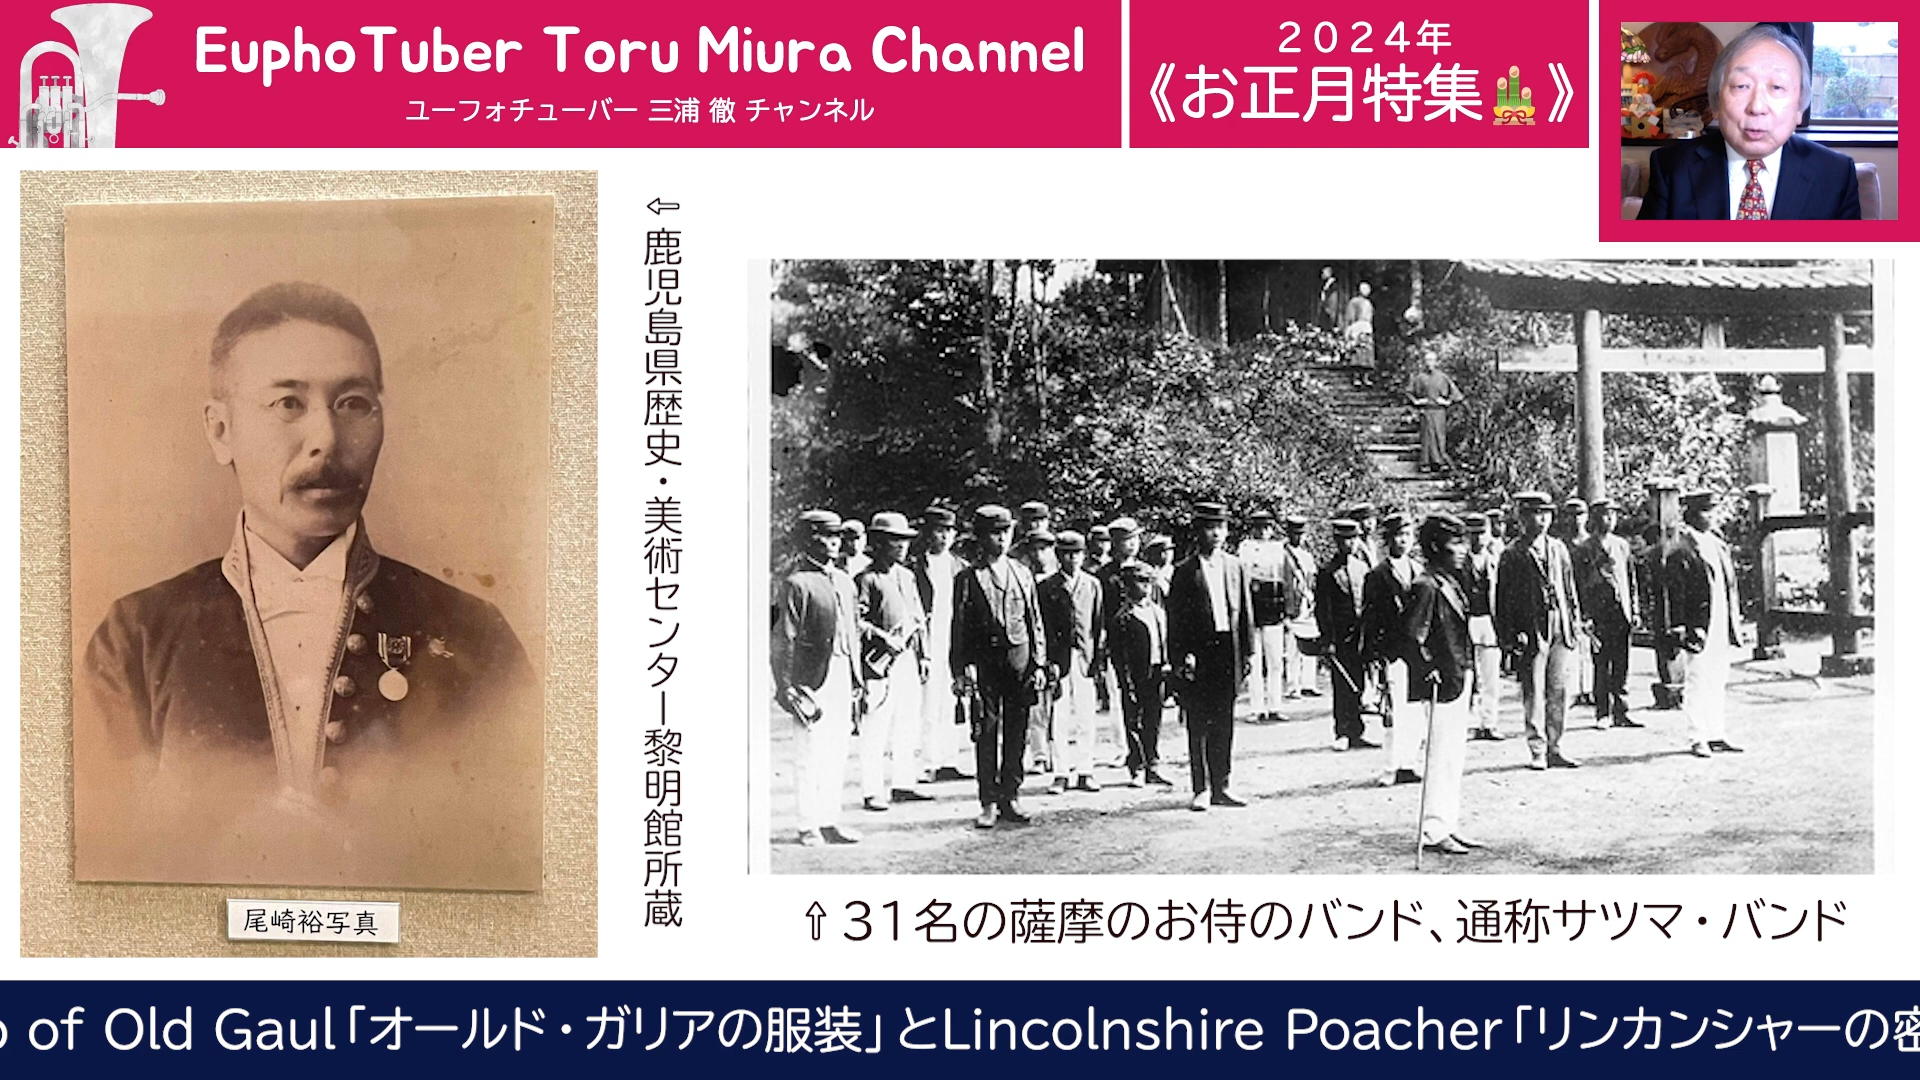 EuphoTuber Toru Miura Channel
ユーフォチューバー 三浦 徹 チャンネル
2024年
《お正月特集🎍》
⇦ 鹿児島県歴史・美術センター黎明館所蔵
尾崎裕写真
⇧31名の薩摩のお侍のバンド、通称サツマ・バンド
of Old Gaul「オールド・ガリアの服装」とLincolnshire Poacher「リンカンシャーの密